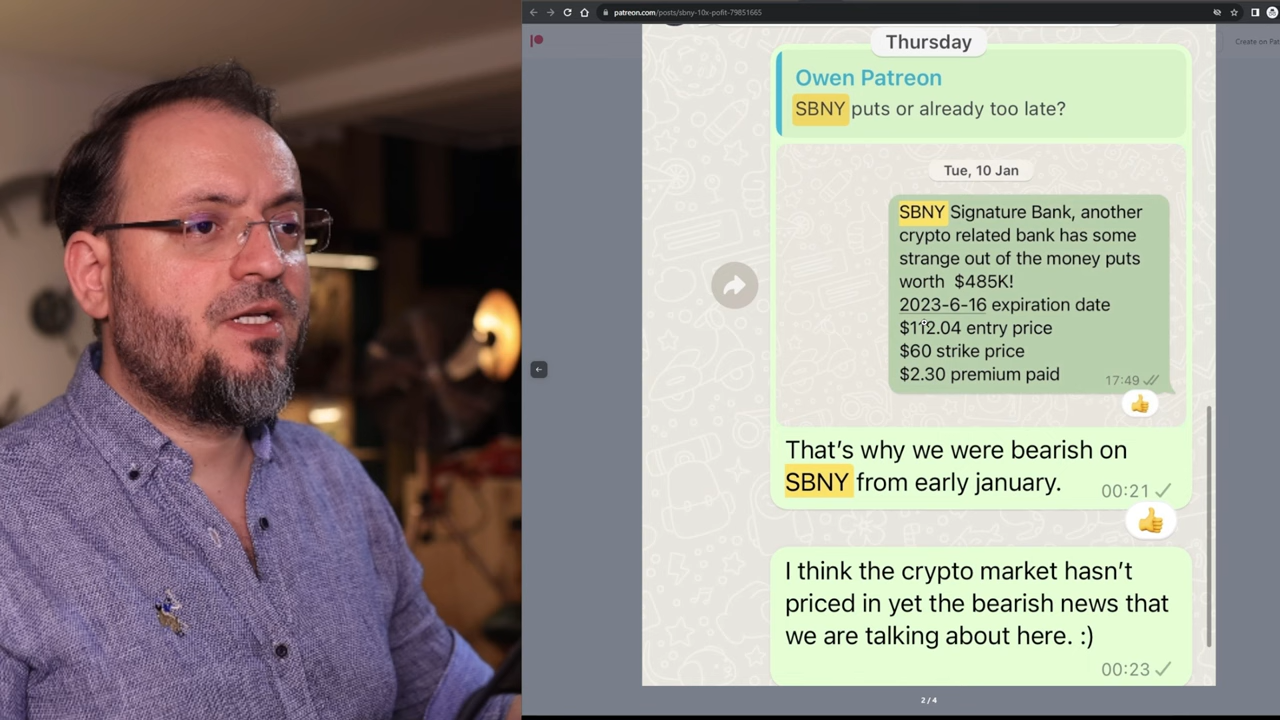 patreon.com/posts/sbny-10x-pofit-79851665
Create on Pat
Thursday
Owen Patreon
SBNY puts or already too late?
Tue, 10 Jan
SBNY Signature Bank, another
crypto related bank has some
strange out of the money puts
worth $485K!
2023-6-16 expiration date
$112.04 entry price
$60 strike price
$2.30 premium paid
17:49
That's why we were bearish on
SBNY from early january.
00:21
I think the crypto market hasn't
priced in yet the bearish news that
we are talking about here. :)
00:23
2 / 4